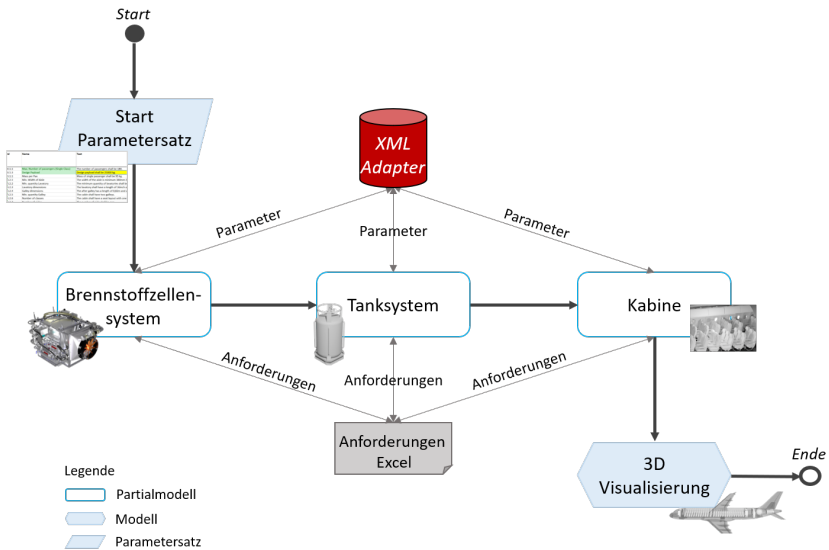 Start
Start
Parametersatz
XML
Adapter
Parameter
Parameter
Parameter
Brennstoffzellen-
system
Tanksystem
Kabine
Anforderungen
Anforderungen
Anforderungen
Anforderungen
Excel
3D
Visualisierung
Ende
Legende
Partialmodell
Modell
Parametersatz